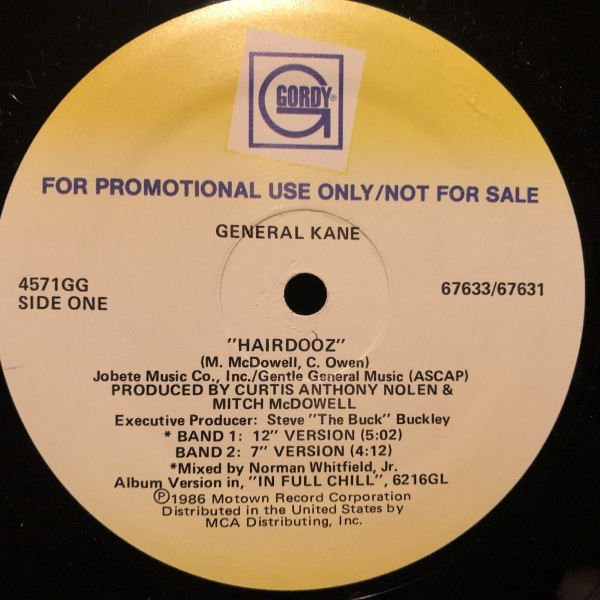 GORDY®
G
FOR PROMOTIONAL USE ONLY/NOT FOR SALE
GENERAL KANE
4571GG
SIDE ONE
67633/67631
"HAIRDOOZ"
(M. McDowell, C. Owen)
Jobete Music Co., Inc./Gentle General Music (ASCAP)
PRODUCED BY CURTIS ANTHONY NOLEN &
MITCH McDOWELL
Executive Producer: Steve "The Buck" Buckley
* BAND 1: 12" VERSION (5:02)
BAND 2: 7" VERSION (4:12)
*Mixed by Norman Whitfield, Jr.
Album Version in, "IN FULL CHILL", 6216GL
Ⓟ1986 Motown Record Corporation
Distributed in the United States by
MCA Distributing, Inc.